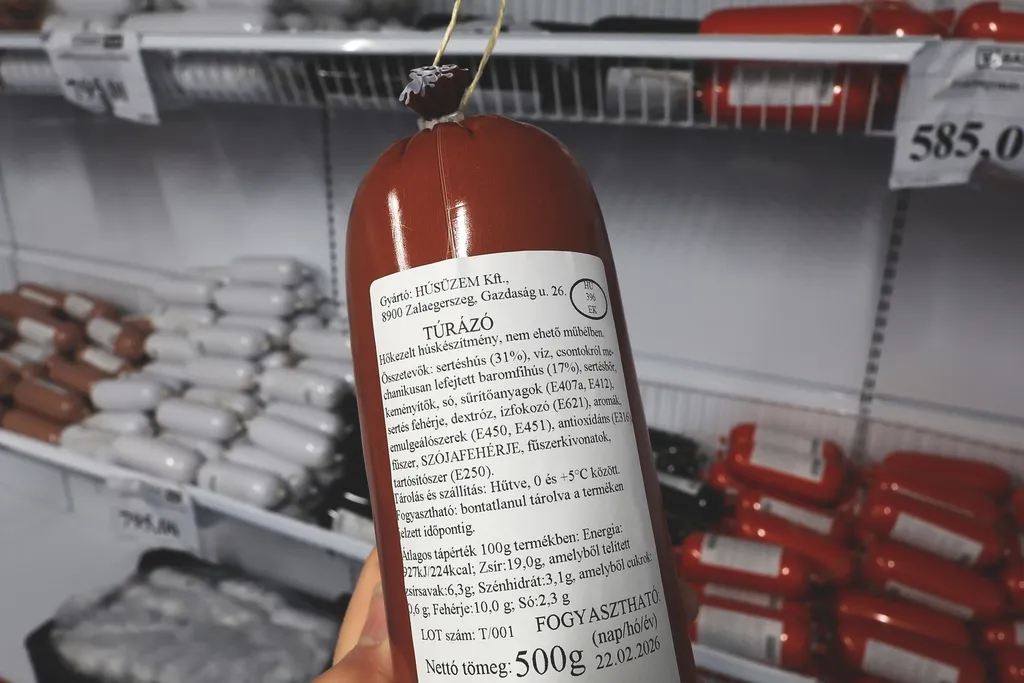 585,0
Gyártó: HÚSÜZEM Kft.,
8900 Zalaegerszeg, Gazdaság u. 26.
HU
396
EK
TÚRÁZÓ
Hőkezelt húskészítmény, nem ehető műbélben.
Összetevők: sertéshús (31%), víz, csontokról me-
chanikusan lefejtett baromfihús (17%), sertésbőr,
keményítők, só, sűrítőanyagok (E407a, E412),
sertés fehérje, dextróz, ízfokozó (E621), aromák,
emulgeálószerek (E450, E451), antioxidáns (E316
fűszer, SZÓJAFEHÉRJE, fűszerkivonatok,
tartósítószer (E250).
Tárolás és szállítás: Hűtve, 0 és +5°C között.
Fogyasztható: bontatlanul tárolva a terméken
jelzett időpontig.
Átlagos tápérték 100g termékben: Energia:
927kJ/224kcal; Zsír:19,0g, amelyből telített
zsírsavak:6,3g; Szénhidrát:3,1g, amelyből cukrok:
0,6 g; Fehérje:10,0 g; Só:2,3 g
LOT szám: T/001 FOGYASZTHATÓ:
(nap/hó/év)
Nettó tömeg: 500g 22.02.2026
795,00